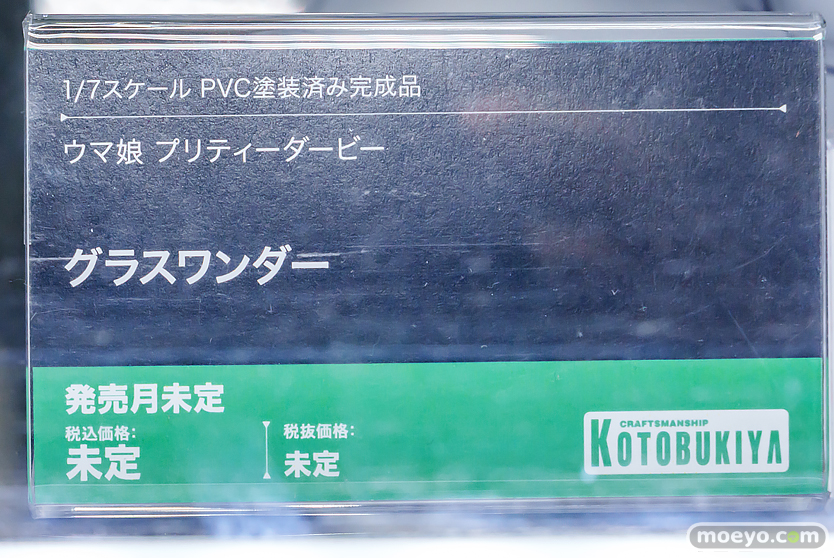 1/7スケール PVC塗装済み完成品
ウマ娘 プリティーダービー
グラスワンダー
発売月未定
税込価格:
未定
税抜価格:
未定
CRAFTSMANSHIP
KOTOBUKIYA
moeyo.com